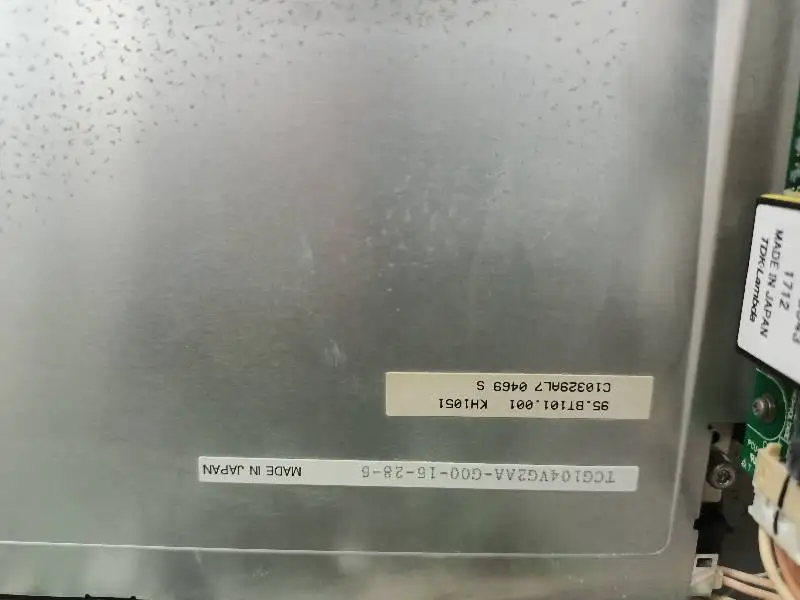 TCG104VG2AA-G00-15-28-6 MADE IN JAPAN
95.BT101.001 KH1051
C10329AL7 0469 S
1712
MADE IN JAPAN
TDK-Lambda